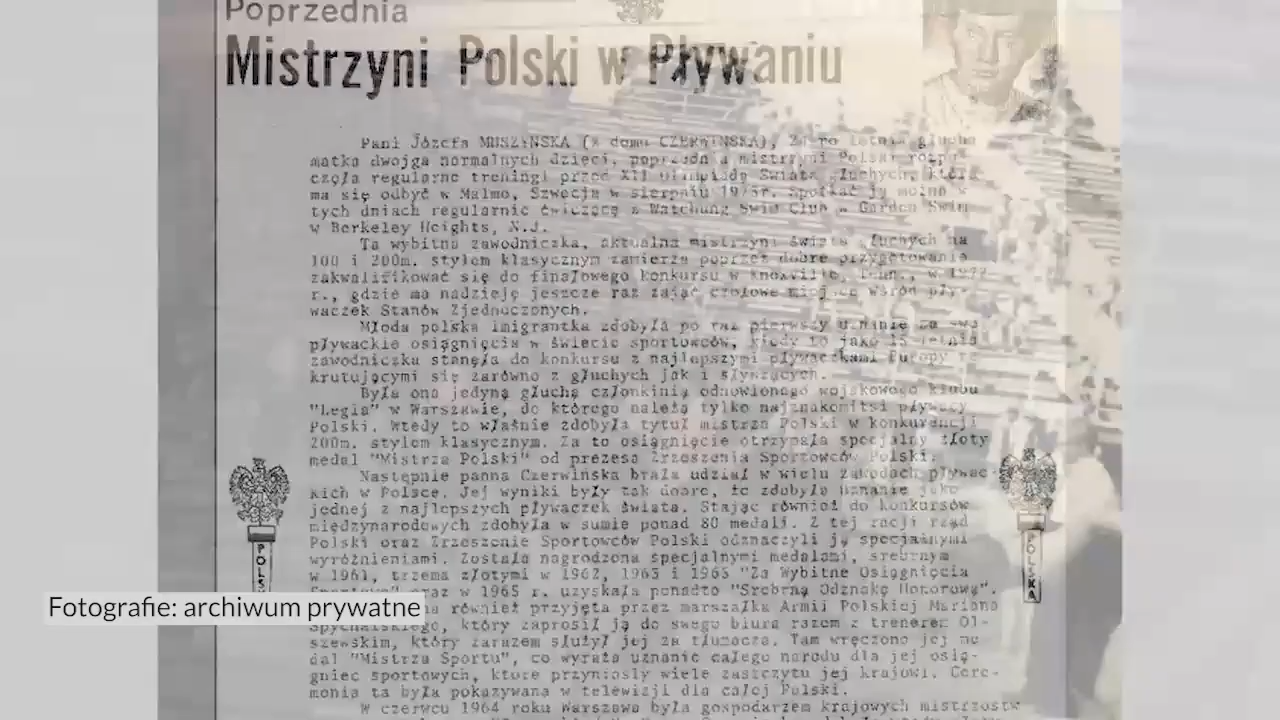 Poprzednia
Mistrzyni Polski w Pływaniu
Pani Józefa MUSZYŃSKA (z domu CZERWIŃSKA), letnia głucha
matka dwojga normalnych dzieci, mistrzyni Polski
częła regularne treningi przed XII Olimpiadą Świata Głuchych, która
ma się odbyć w Malmo, Szwecja w sierpniu 1973r. Spotkać ją można w
tych dniach regularnie ćwiczącą z Watchung Swim Club w Garden Swim
w Berkeley Heights, N.J.
Ta wybitna zawodniczka, aktualna mistrzyni świata głuchych na
100 i 200m. stylem klasycznym zamierza poprzez dobre przygotowanie
zakwalifikować się do finałowego konkursu w Knoxville, Tenn., w
r., gdzie ma nadzieję jeszcze raz zająć czołowe miejsce wśród pły-
waczek Stanów Zjednoczonych.
Młoda polska imigrantka zdobyła po raz pierwszy uznanie za swo
pływackie osiągnięcia w świecie sportowców, kiedy to jako 15 letnia
zawodniczka stanęła do konkursu z najlepszymi pływaczkami Europy re
krutującymi się zarówno z głuchych jak i słyszących.
Była ona jedyną głuchą członkinią odnowionego wojskowego klubu
"Legia" w Warszawie, do którego należą tylko najznakomitsi pływacy
Polski. Wtedy to właśnie zdobyła tytuł mistrza Polski w konkurencji
200m. stylem klasycznym. Za to osiągnięcie otrzymała specjalny złoty
medal "Mistrza Polski" od prezesa Zrzeszenia Sportowców Polski.
Następnie panna Czerwińska brała udział w wielu zawodach pływac-
kich w Polsce. Jej wyniki były tak dobre, że zdobyła uznanie jako
jednej z najlepszych pływaczek świata. Stając również do konkursów
międzynarodowych zdobyła w sumie ponad 80 medali. Z tej racji rząd
Polski oraz Zrzeszenie Sportowców Polski odznaczyli ją specjalnymi
wyróżnieniami. Została nagrodzona specjalnymi medalami, srebrnym
w 1961, trzema złotymi w 1962, 1963 i 1965 "Za Wybitne Osiągnięcia
raz w 1965 r. uzyskała ponadto "Srebrną Odznakę Honorową".
a również przyjęta przez marszałka Armii Polskiej Mariana
Spychalskiego, który zaprosił ją do swego biura razem z trenerem Ol-
szewskim, który zarazem służył jej za tłumacza. Tam wręczono jej me
dal "Mistrza Sportu", co wyraża uznanie całego narodu dla jej osią-
gnięc sportowych, które przyniosły wiele zaszczytu jej krajowi. Cere-
monia ta była pokazywana w telewizji dla całej Polski.
W czerwcu 1964 roku Warszawa była gospodarzem krajowych mistrzostw
POLSKA
Fotografie: archiwum prywatne